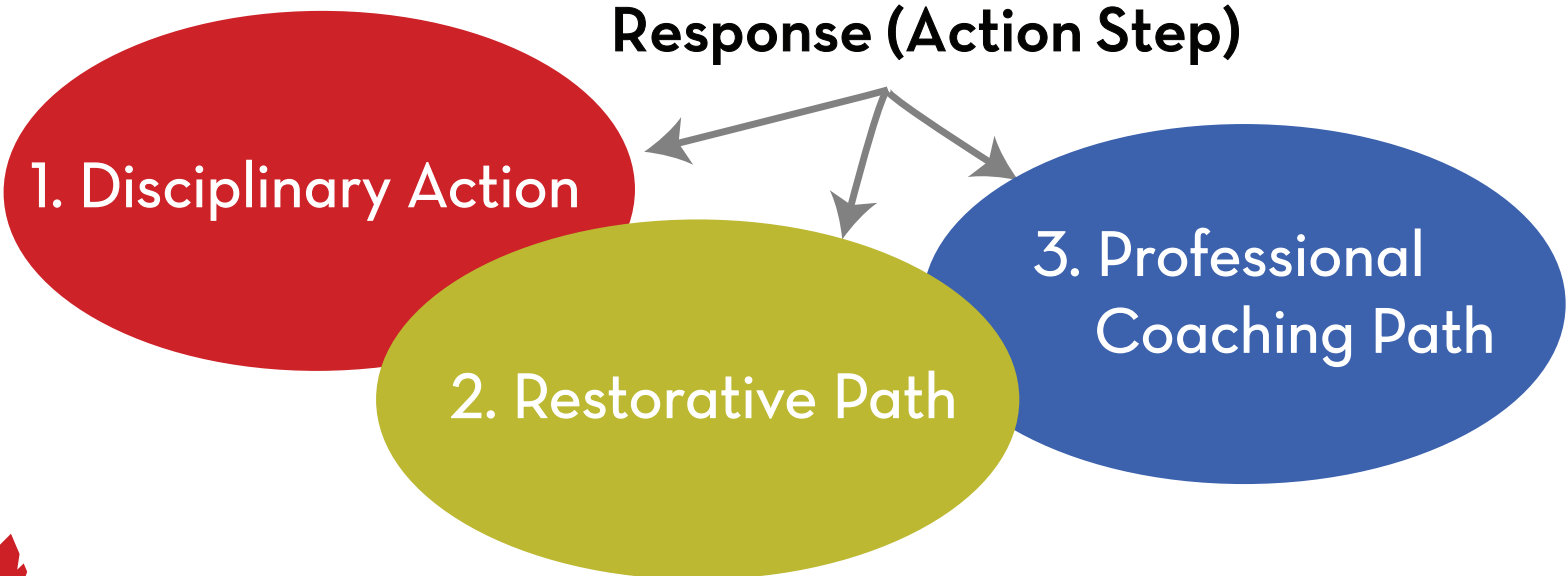 Response (Action Step)
1. Disciplinary Action
2. Restorative Path
3. Professional
Coaching Path